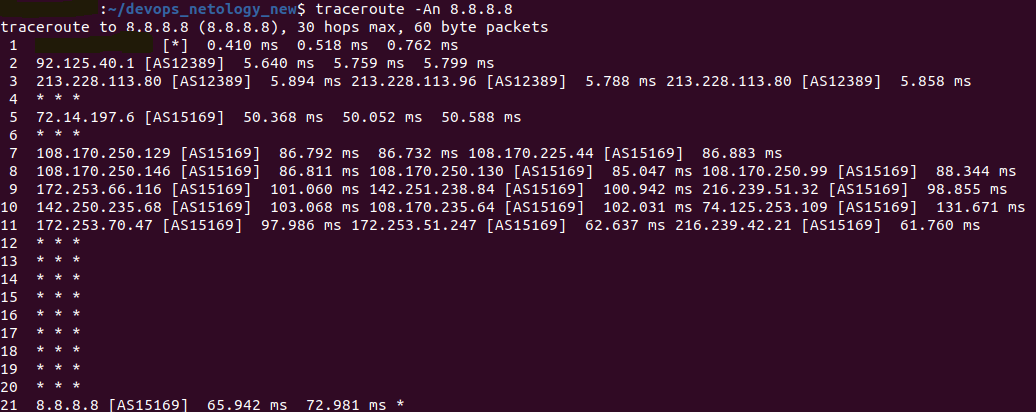 :~/devops_netology_new$ traceroute -An 8.8.8.8
traceroute to 8.8.8.8 (8.8.8.8), 30 hops max, 60 byte packets
1 [*] 0.410 ms 0.518 ms 0.762 ms
2 92.125.40.1 [AS12389] 5.640 ms 5.759 ms 5.799 ms
3 213.228.113.80 [AS12389] 5.894 ms 213.228.113.96 [AS12389] 5.788 ms 213.228.113.80 [AS12389] 5.858 ms
4 * * *
5 72.14.197.6 [AS15169] 50.368 ms 50.052 ms 50.588 ms
6 * * *
7 108.170.250.129 [AS15169] 86.792 ms 86.732 ms 108.170.225.44 [AS15169] 86.883 ms
8 108.170.250.146 [AS15169] 86.811 ms 108.170.250.130 [AS15169] 85.047 ms 108.170.250.99 [AS15169] 88.344 ms
9 172.253.66.116 [AS15169] 101.060 ms 142.251.238.84 [AS15169] 100.942 ms 216.239.51.32 [AS15169] 98.855 ms
10 142.250.235.68 [AS15169] 103.068 ms 108.170.235.64 [AS15169] 102.031 ms 74.125.253.109 [AS15169] 131.671 ms
11 172.253.70.47 [AS15169] 97.986 ms 172.253.51.247 [AS15169] 62.637 ms 216.239.42.21 [AS15169] 61.760 ms
12 * * *
13 * * *
14 * * *
15 * * *
16 * * *
17 * * *
18 * * *
19 * * *
20 * * *
21 8.8.8.8 [AS15169] 65.942 ms 72.981 ms *